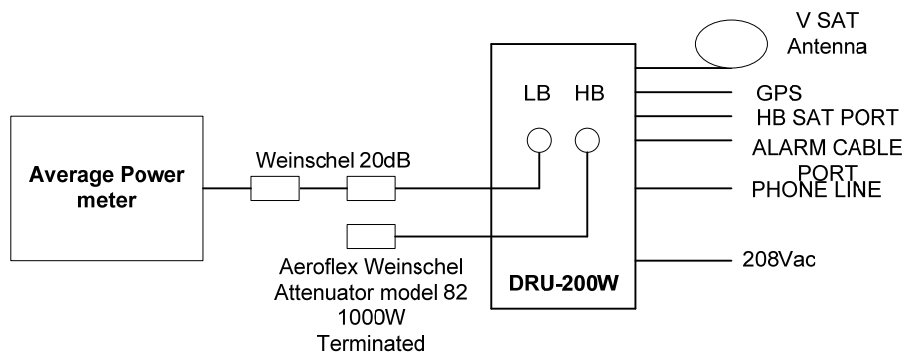 V SAT
Antenna
LB HB
GPS
HB SAT PORT
ALARM CABLE
PORT
PHONE LINE
208Vac
Weinschel 20dB
Average Power
meter
Aeroflex Weinschel
Attenuator model 82
1000W
Terminated
DRU-200W